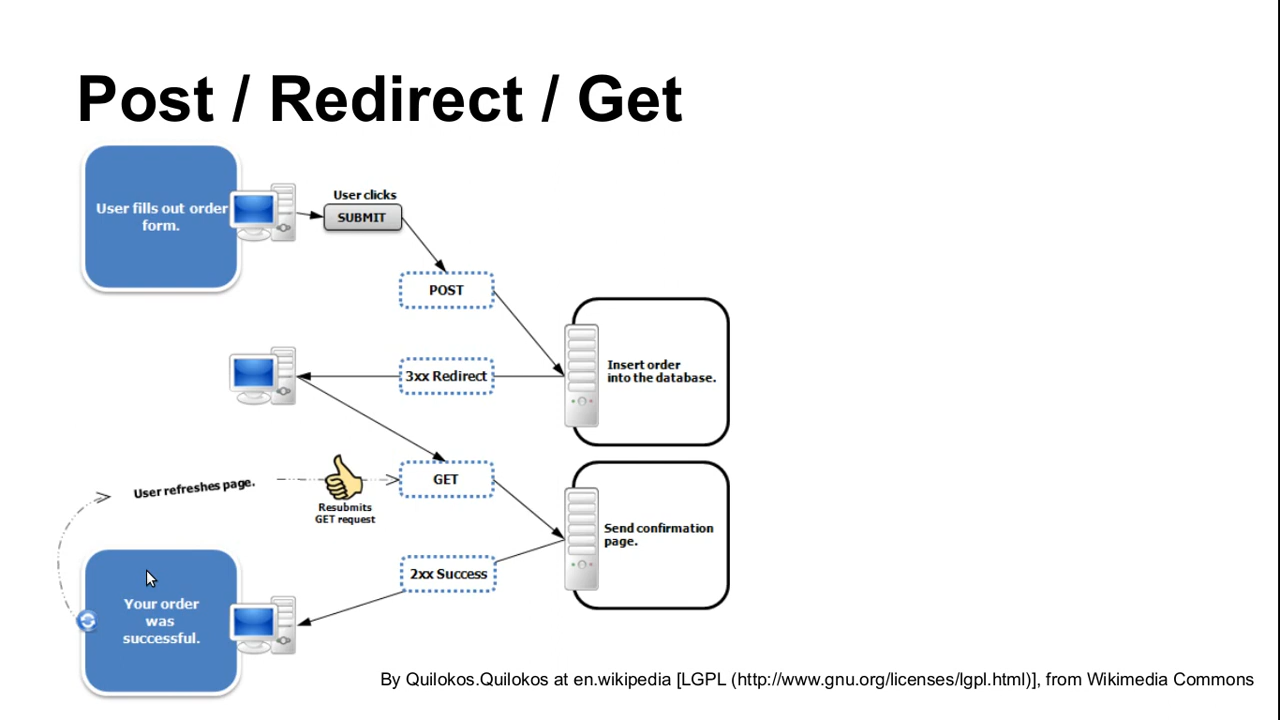 Post / Redirect / Get
User fills out order
form.
User clicks
SUBMIT
POST
Insert order
into the database.
3xx Redirect
GET
User refreshes page.
Resubmits
GET request
Send confirmation
page.
2xx Success
Your order
was
successful.
By Quilokos.Quilokos at en.wikipedia [LGPL (http://www.gnu.org/licenses/lgpl.html)], from Wikimedia Commons